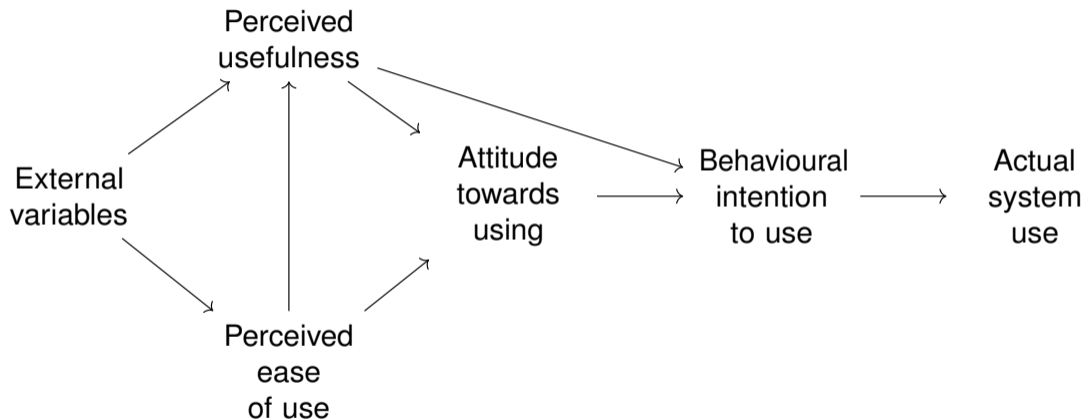 Perceived
usefulness
External
variables
Attitude
towards
using
Behavioural
intention
to use
Actual
system
use
Perceived
ease
of use